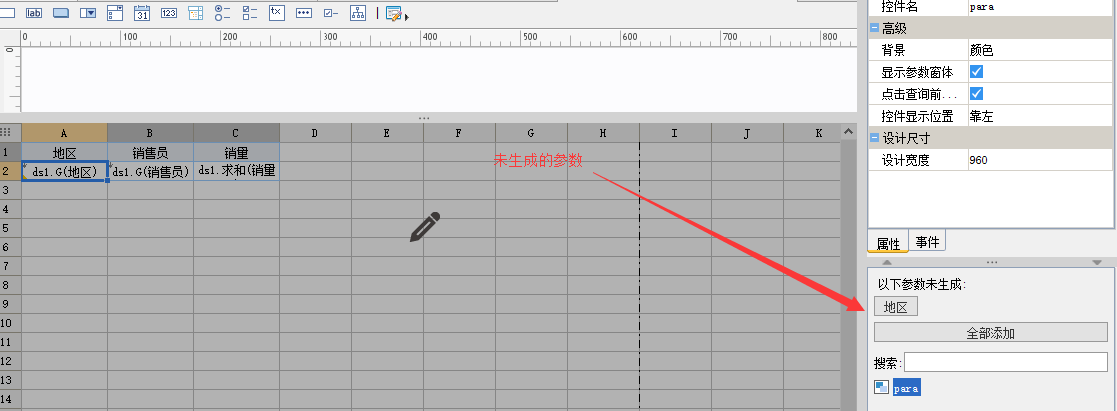 控件名 para
高级
lab 31 123 tx
背景 颜色
0 100 200 300 400 500 600 700 800
显示参数窗体
0
点击查询前...
控件显示位置 靠左
A B C D E F G H I J K
设计尺寸
1 地区 销售员 销量
未生成的参数
设计宽度 960
2 ds1.G(地区) ds1.G(销售员) ds1.求和(销量
3
4
5
6
属性 事件
7
8
以下参数未生成:
9
地区
10
全部添加
11
12
搜索:
13
para
14